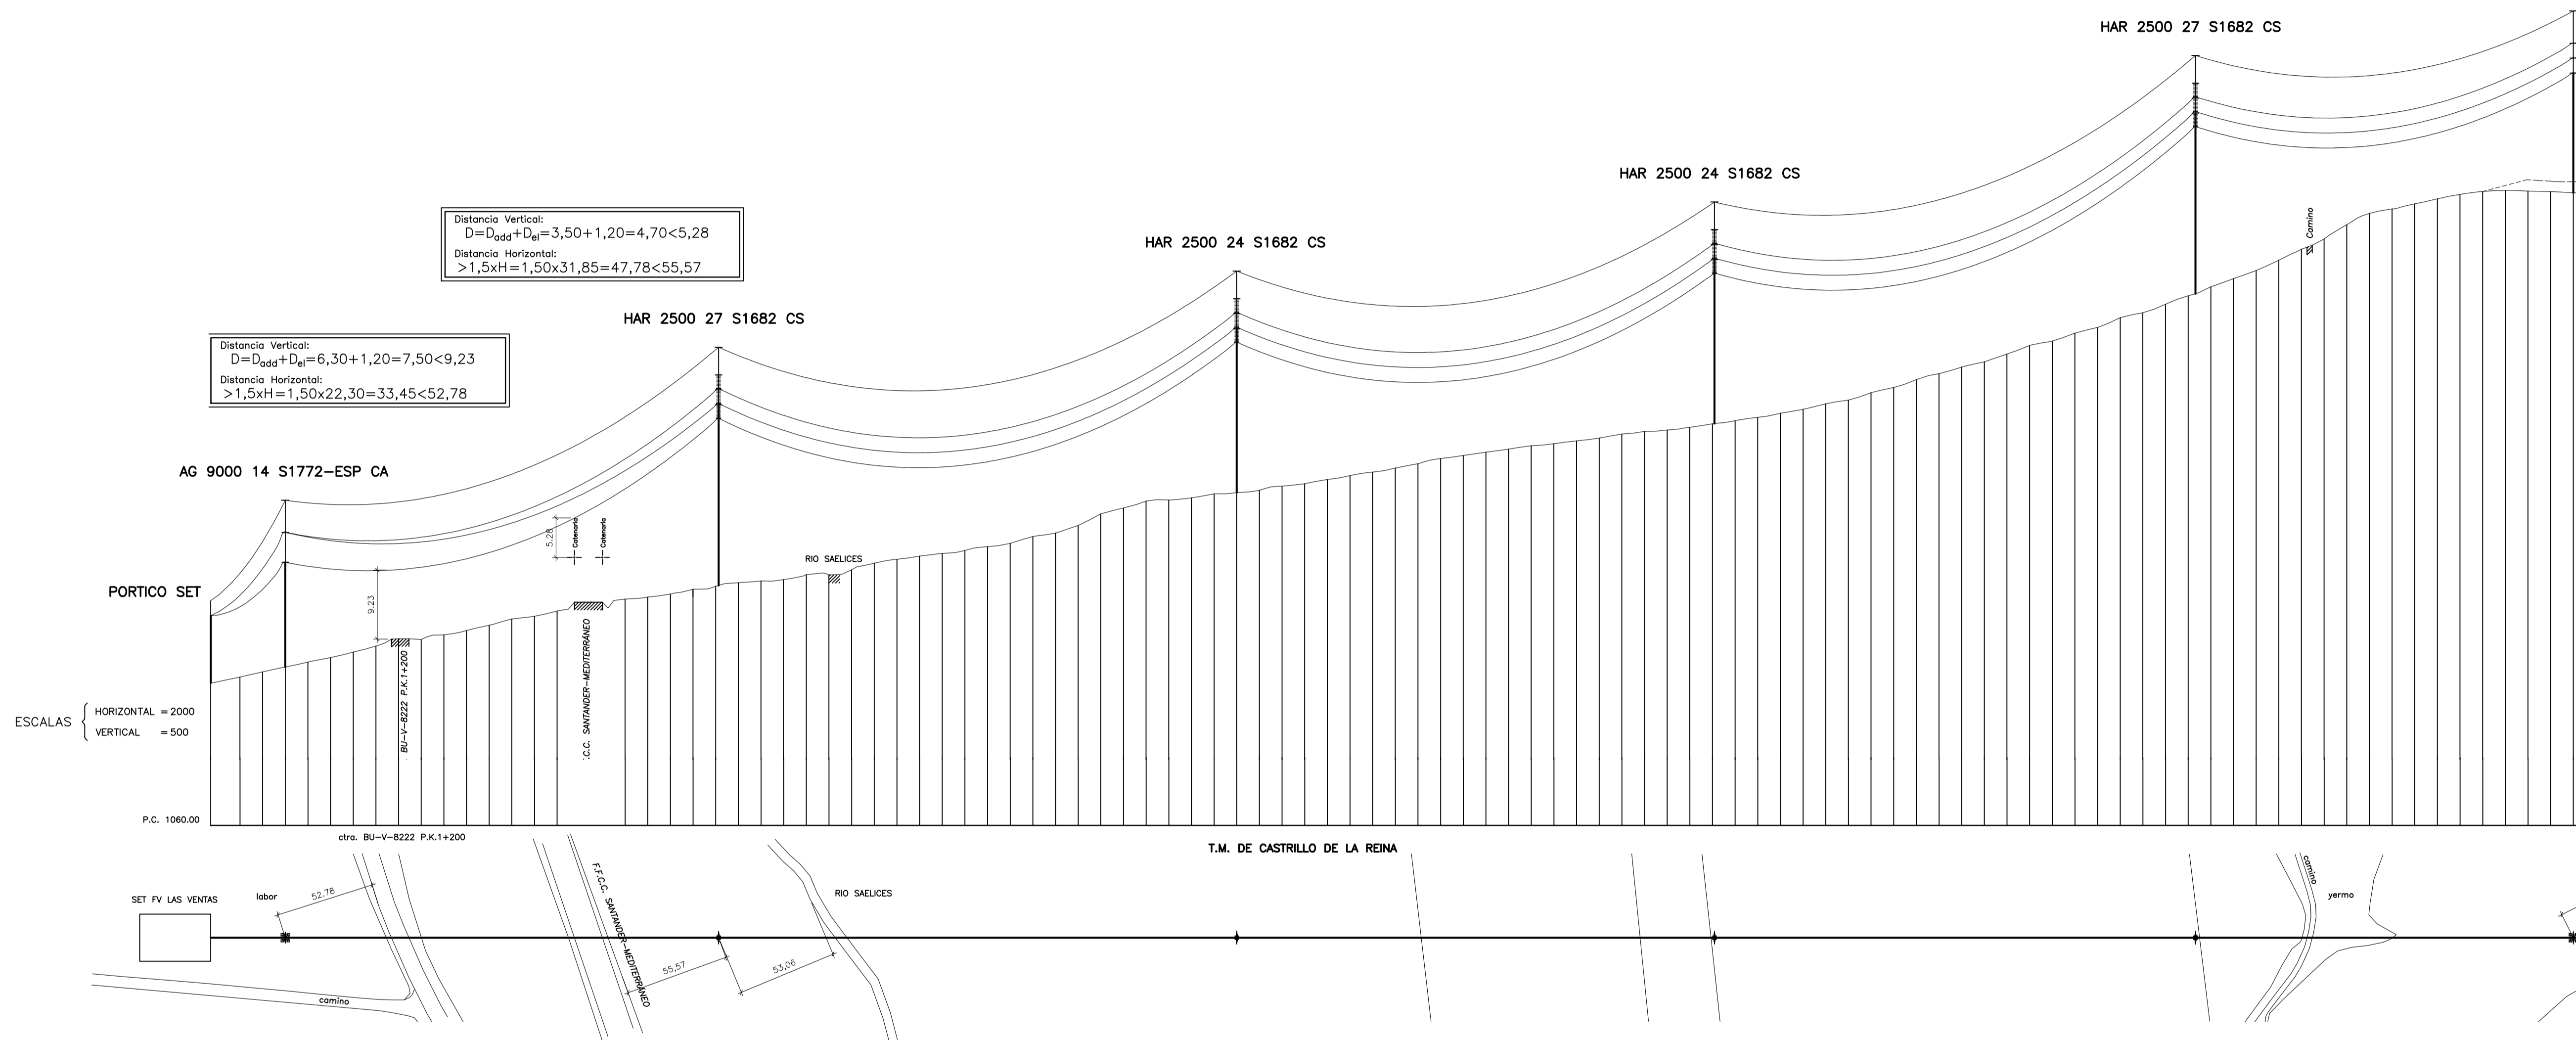 HAR 2500 27 S1682 CS
HAR 2500 24 S1682 CS
Camino
Distancia Vertical:
D=Dadd+Del=3,50+1,20=4,70<5,28
Distancia Horizontal:
>1,5xH=1,50x31,85=47,78<55,57
HAR 2500 24 S1682 CS
HAR 2500 27 S1682 CS
Distancia Vertical:
D=Dadd+Del=6,30+1,20=7,50<9,23
Distancia Horizontal:
>1,5xH=1,50x22,30=33,45<52,78
AG 9000 14 S1772-ESP CA
5.28
Catenaria
Catenaria
RIO SAELICES
PORTICO SET
9.23
BU-V-8222 P.K.1+200
.C.C. SANTANDER-MEDITERRÁNEO
ESCALAS
HORIZONTAL = 2000
VERTICAL = 500
P.C. 1060.00
ctra. BU-V-8222 P.K.1+200
T.M. DE CASTRILLO DE LA REINA
SET FV LAS VENTAS
labor
52.78
F.F.C.C. SANTANDER-MEDITERRÁNEO
RIO SAELICES
camino
yermo
55,57
53,06
camino